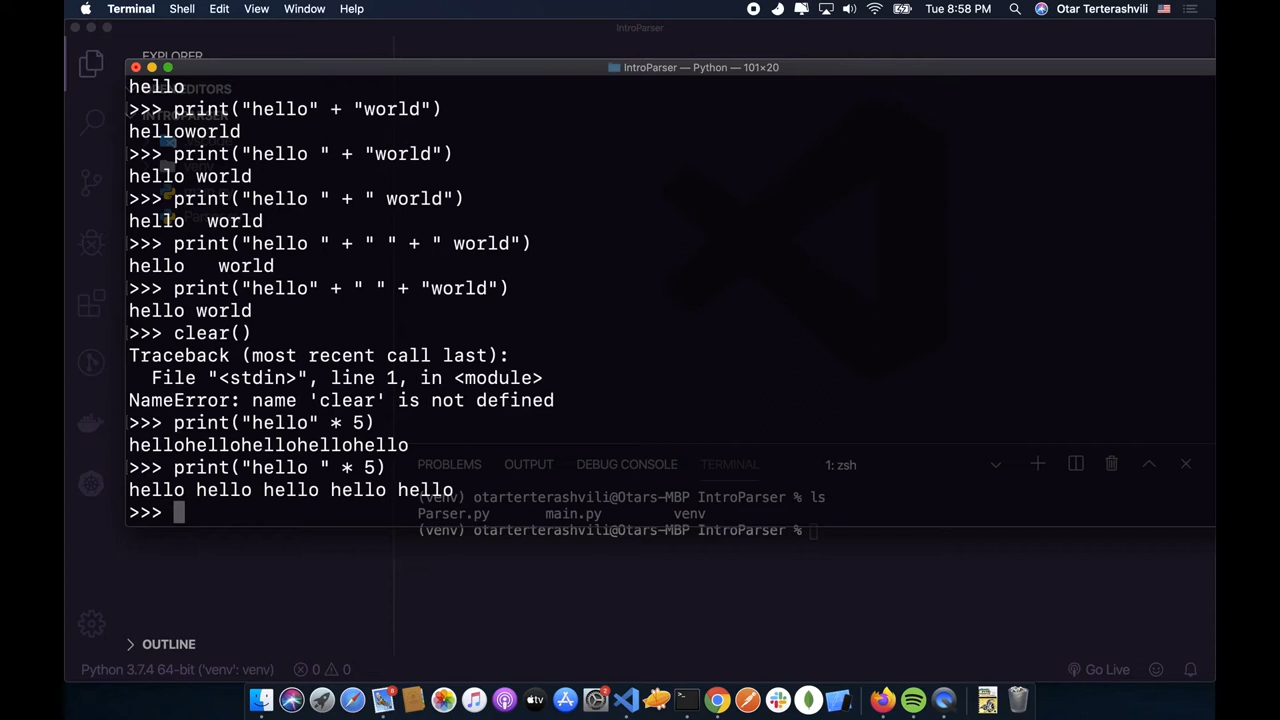 Terminal Shell Edit View Window Help Tue 8:58 PM Otar Terterashvili
IntroParser
EXPLORER
IntroParser — Python — 101×20
hello
>>> print("hello" + "world")
helloworld
>>> print("hello " + "world")
hello world
>>> print("hello " + " world")
hello  world
>>> print("hello " + " " + " world")
hello   world
>>> print("hello" + " " + "world")
hello world
>>> clear()
Traceback (most recent call last):
  File "<stdin>", line 1, in <module>
NameError: name 'clear' is not defined
>>> print("hello" * 5)
hellohellohellohellohello
>>> print("hello " * 5)
hello hello hello hello hello
>>>
PROBLEMS OUTPUT DEBUG CONSOLE TERMINAL 1: zsh
(venv) otarterterashvili@Otars-MBP IntroParser % ls
Parser.py main.py venv
(venv) otarterterashvili@Otars-MBP IntroParser %
OUTLINE
Python 3.7.4 64-bit ('venv': venv) 0 0 Go Live